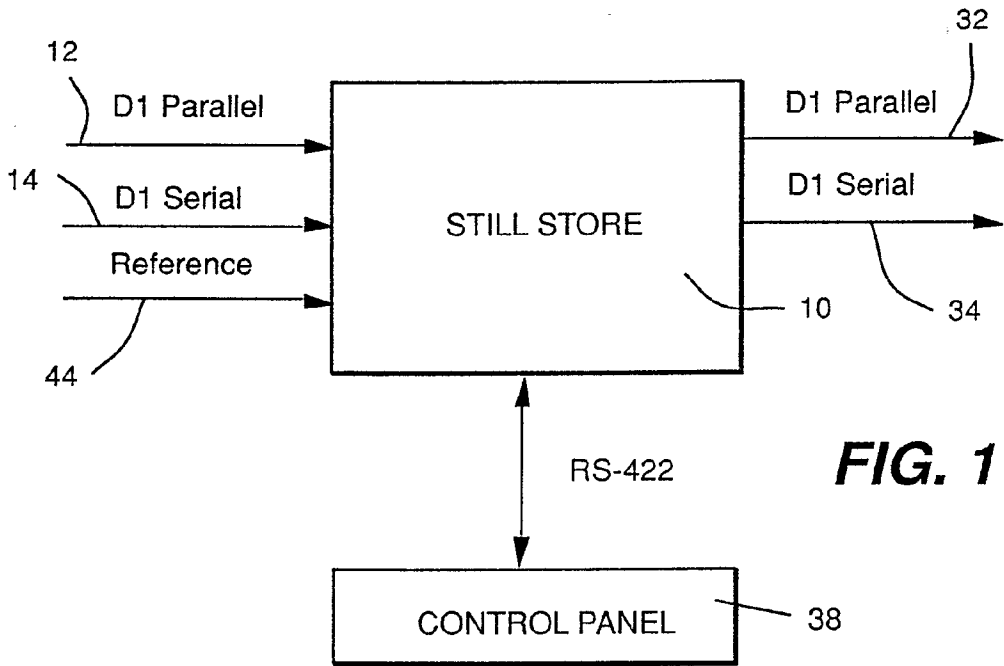 12
32
D1 Parallel
D1 Parallel
14
D1 Serial
D1 Serial
STILL STORE
Reference
10
34
44
RS-422
FIG. 1
CONTROL PANEL
38